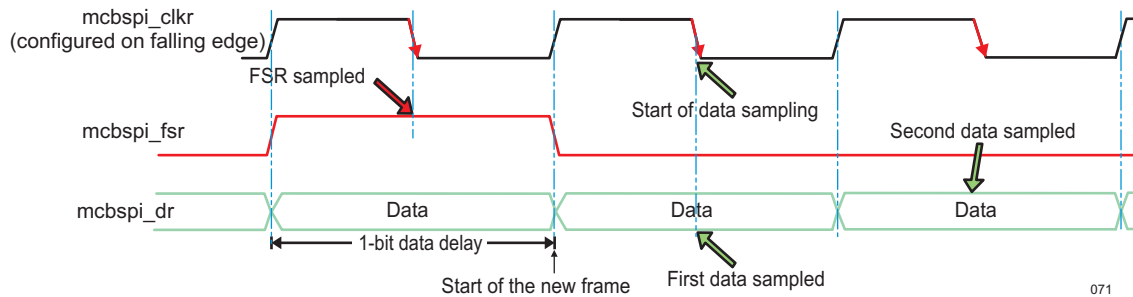 mcbspi_clkr
(configured on falling edge)
FSR sampled
Start of data sampling
mcbspi_fsr
Second data sampled
mcbspi_dr
Data
Data
Data
1-bit data delay
Start of the new frame
First data sampled
071